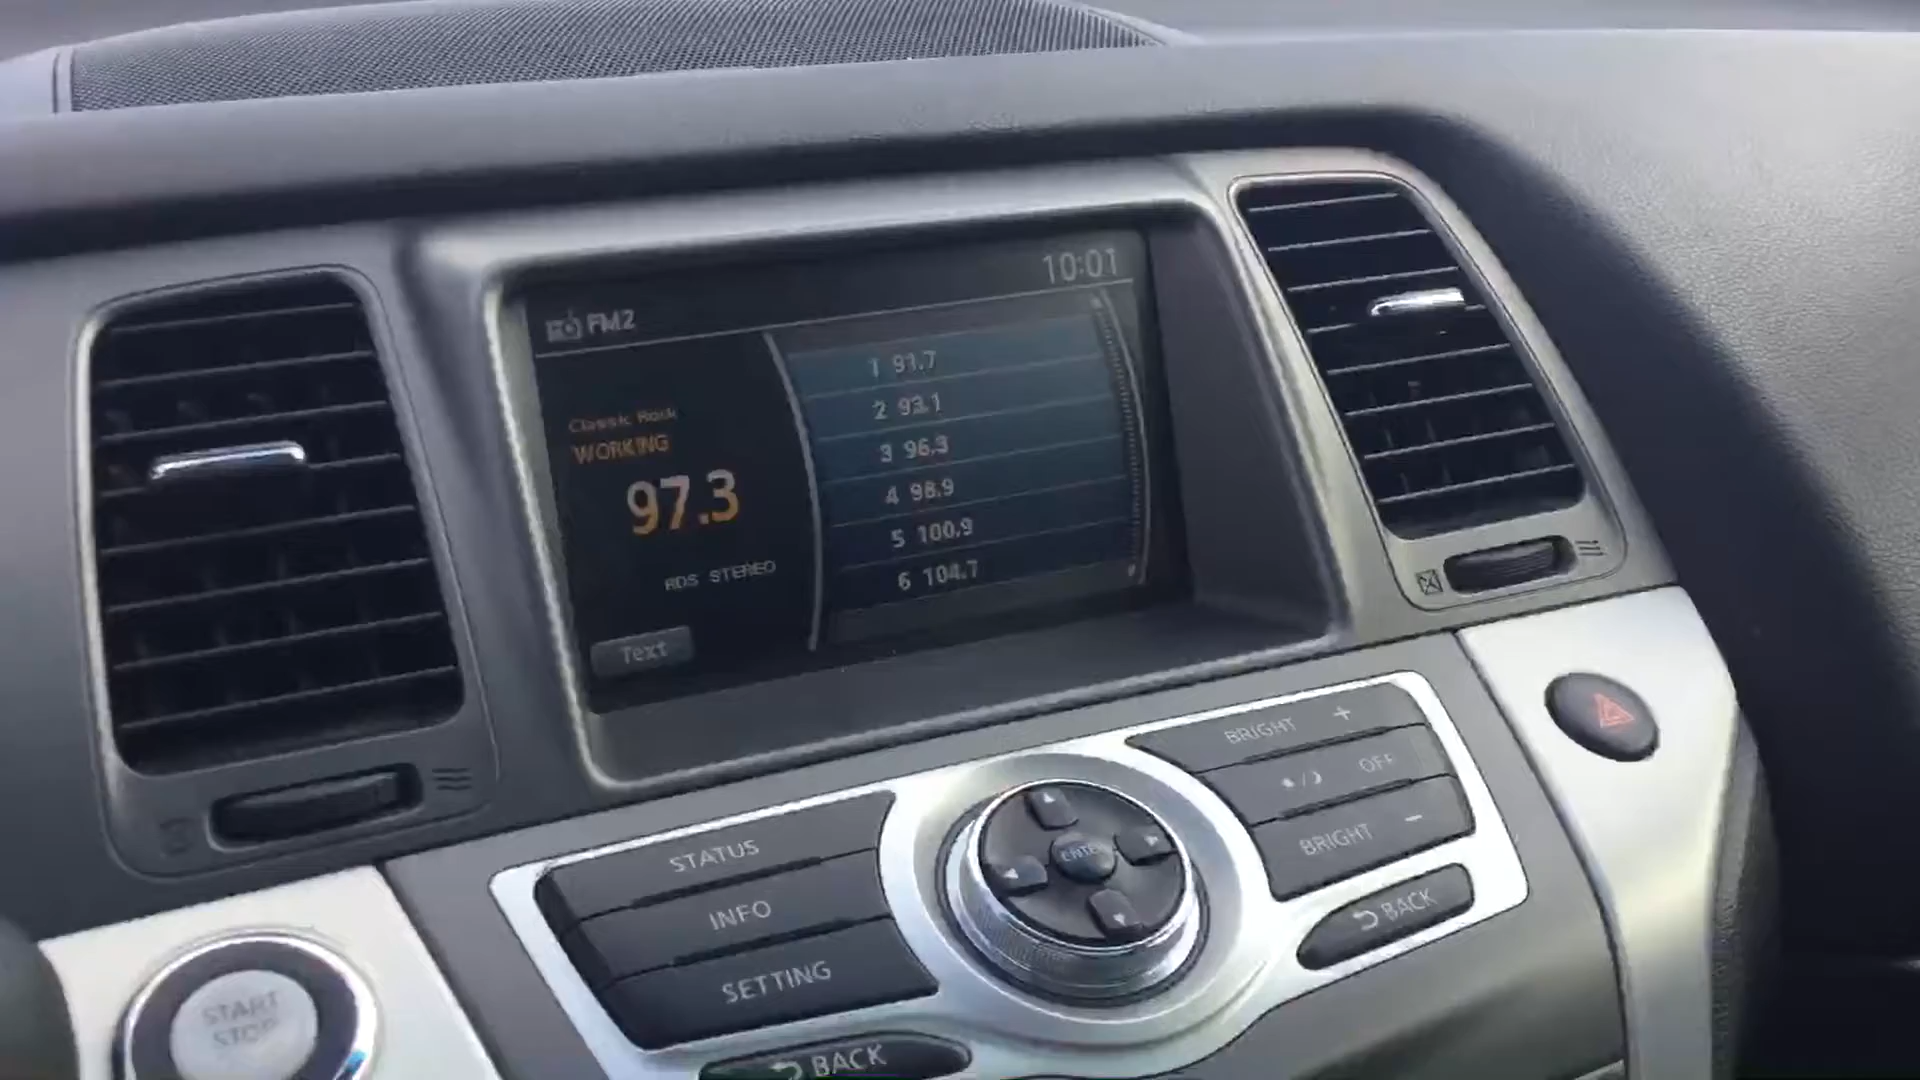 10:01
FM2
Classic Rock
WORKING
97.3
RDS STEREO
Text
1 91.7
2 93.1
3 96.3
4 98.9
5 100.9
6 104.7
BRIGHT +
OFF
BRIGHT −
BACK
STATUS
INFO
SETTING
ENTER
BACK
START
STOP